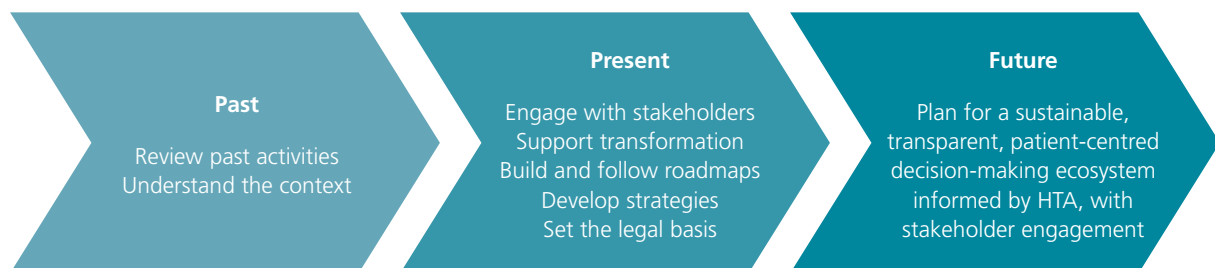 Past
Review past activities
Understand the context
Present
Engage with stakeholders
Support transformation
Build and follow roadmaps
Develop strategies
Set the legal basis
Future
Plan for a sustainable,
transparent, patient-centred
decision-making ecosystem
informed by HTA, with
stakeholder engagement